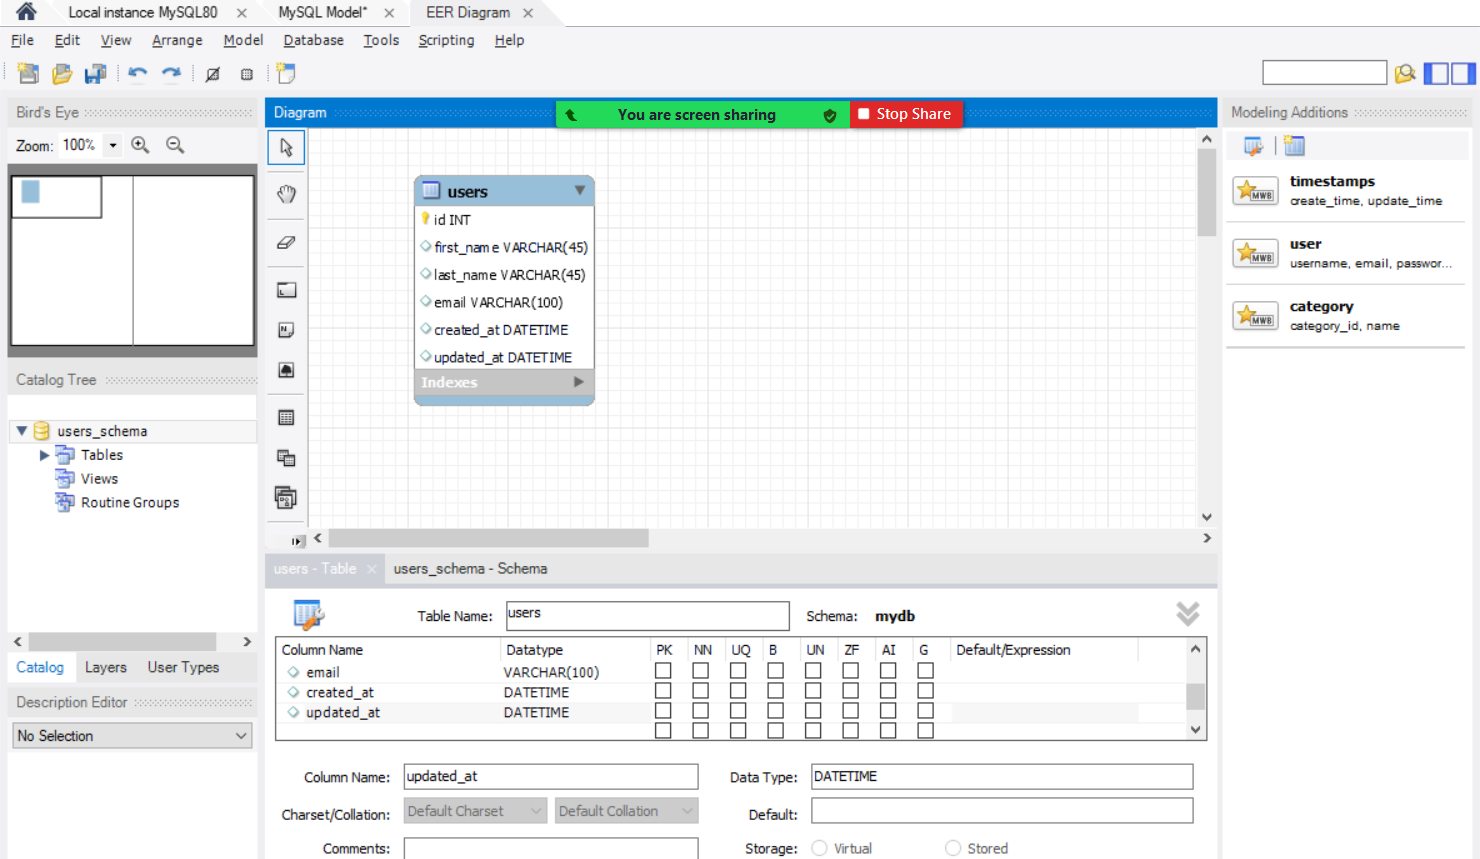 Local instance MySQL80
MySQL Model*
EER Diagram
File Edit View Arrange Model Database Tools Scripting Help
Bird's Eye
Zoom: 100%
Diagram
You are screen sharing
Stop Share
Modeling Additions
timestamps
create_time, update_time
user
username, email, passwor...
category
category_id, name
users
id INT
first_name VARCHAR(45)
last_name VARCHAR(45)
email VARCHAR(100)
created_at DATETIME
updated_at DATETIME
Indexes
Catalog Tree
users_schema
Tables
Views
Routine Groups
Catalog Layers User Types
Description Editor
No Selection
users - Table
users_schema - Schema
Table Name: users
Schema: mydb
Column Name Datatype PK NN UQ B UN ZF AI G Default/Expression
email VARCHAR(100)
created_at DATETIME
updated_at DATETIME
Column Name: updated_at
Data Type: DATETIME
Charset/Collation: Default Charset Default Collation
Default:
Comments:
Storage: Virtual Stored
MWB
MWB
MWB